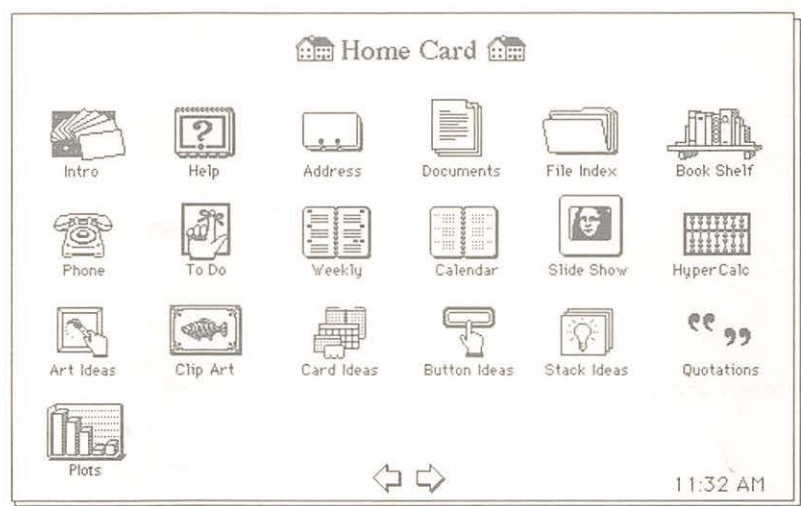 Home Card
Intro Help Address Documents File Index Book Shelf
Phone To Do Weekly Calendar Slide Show HyperCalc
Art Ideas Clip Art Card Ideas Button Ideas Stack Ideas Quotations
Plots
11:32 AM